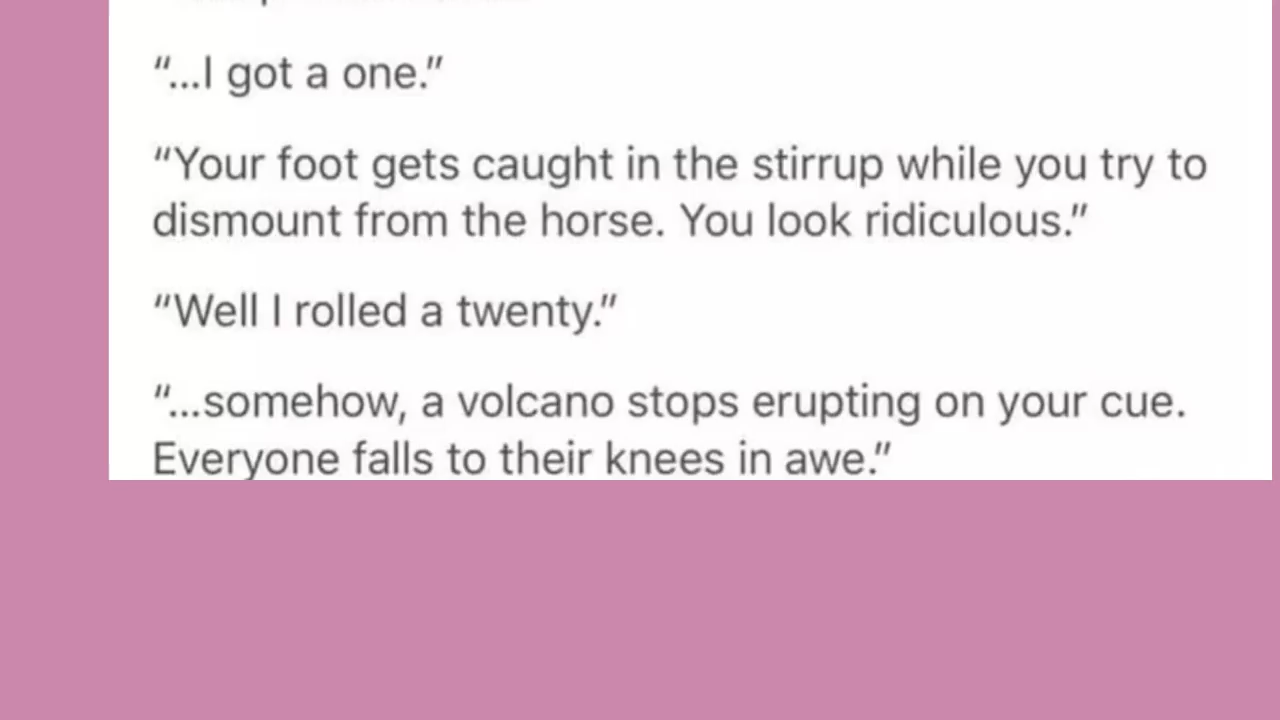 “...I got a one.”
“Your foot gets caught in the stirrup while you try to
dismount from the horse. You look ridiculous.”
“Well I rolled a twenty.”
“...somehow, a volcano stops erupting on your cue.
Everyone falls to their knees in awe.”